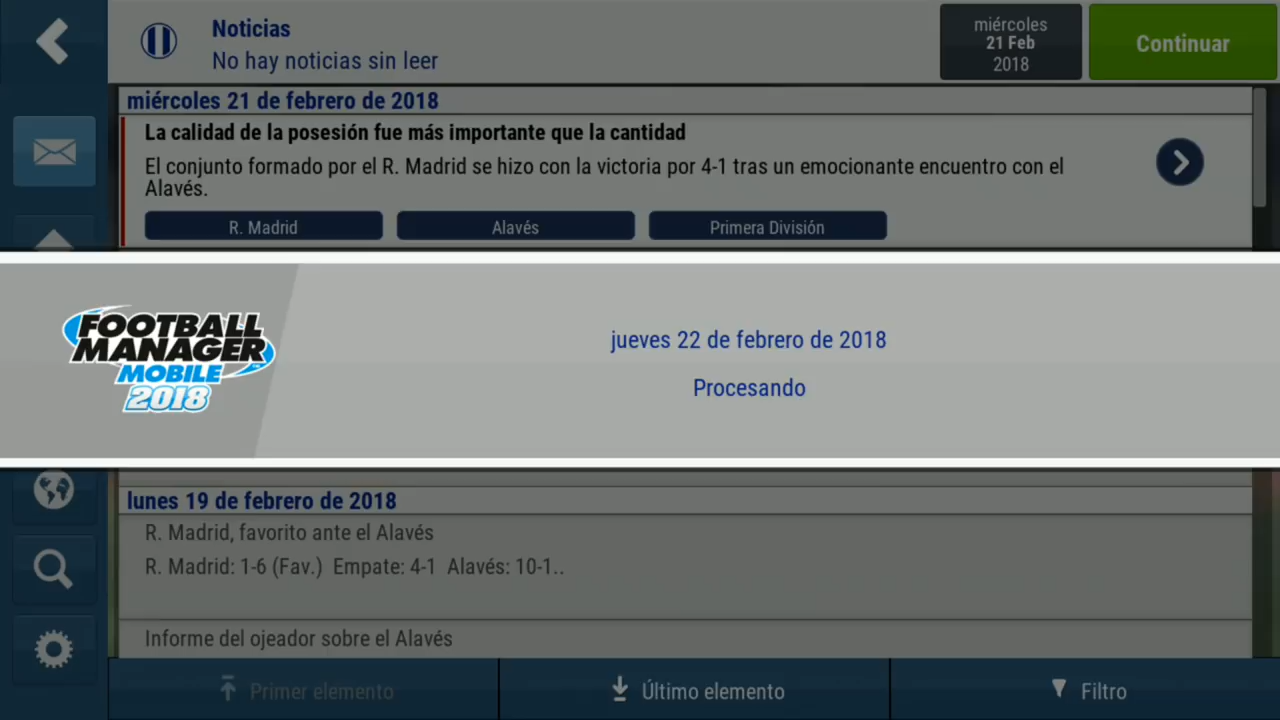 Noticias
No hay noticias sin leer
miércoles
21 Feb
2018
Continuar
miércoles 21 de febrero de 2018
La calidad de la posesión fue más importante que la cantidad
El conjunto formado por el R. Madrid se hizo con la victoria por 4-1 tras un emocionante encuentro con el
Alavés.
R. Madrid
Alavés
Primera División
FOOTBALL
MANAGER
MOBILE
2018
jueves 22 de febrero de 2018
Procesando
lunes 19 de febrero de 2018
R. Madrid, favorito ante el Alavés
R. Madrid: 1-6 (Fav.) Empate: 4-1 Alavés: 10-1..
Informe del ojeador sobre el Alavés
Primer elemento
Último elemento
Filtro